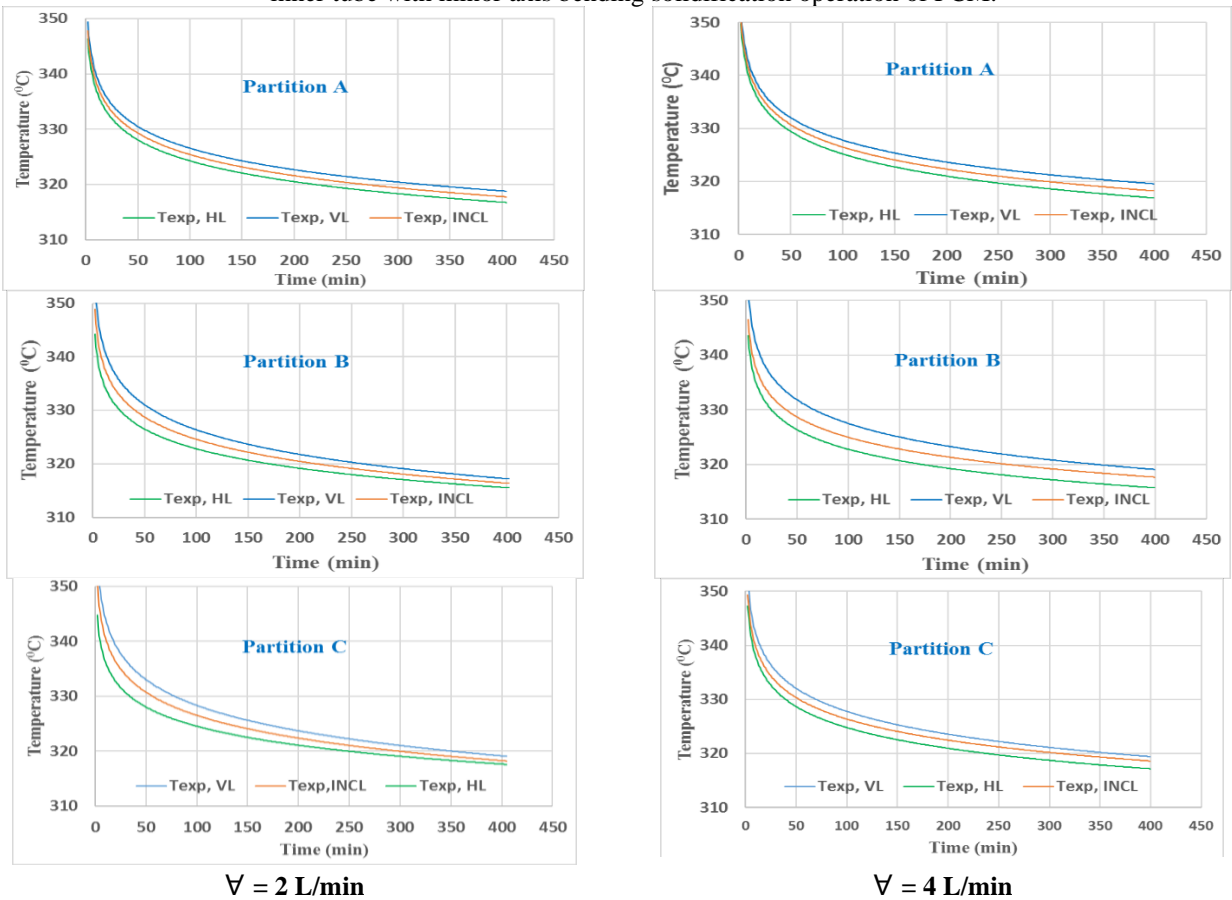 inner tube with minor axis bending solidification operation of PCM.
350
340
330
320
310
Temperature (⁰C)
Partition A
Texp, HL Texp, VL Texp, INCL
0 50 100 150 200 250 300 350 400 450
Time (min)
350
340
330
320
310
Temperature (⁰C)
Partition A
Texp, HL Texp, VL Texp, INCL
0 50 100 150 200 250 300 350 400 450
Time (min)
350
340
330
320
310
Temperature (⁰C)
Partition B
Texp, HL Texp, VL Texp, INCL
0 50 100 150 200 250 300 350 400 450
Time (min)
350
340
330
320
310
Temperature (⁰C)
Partition B
Texp, HL Texp, VL Texp, INCL
0 50 100 150 200 250 300 350 400 450
Time (min)
350
340
330
320
310
Temperature (⁰C)
Partition C
Texp, VL Texp,INCL Texp, HL
0 50 100 150 200 250 300 350 400 450
Time (min)
350
340
330
320
310
Temperature (⁰C)
Partition C
Texp, VL Texp, HL Texp, INCL
0 50 100 150 200 250 300 350 400 450
Time (min)
∀ = 2 L/min
∀ = 4 L/min